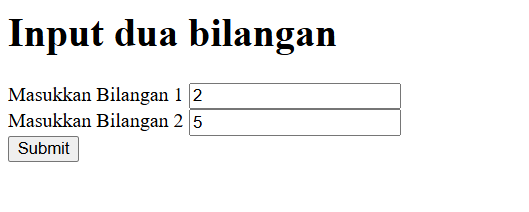 Input dua bilangan
Masukkan Bilangan 1 2
Masukkan Bilangan 2 5
Submit